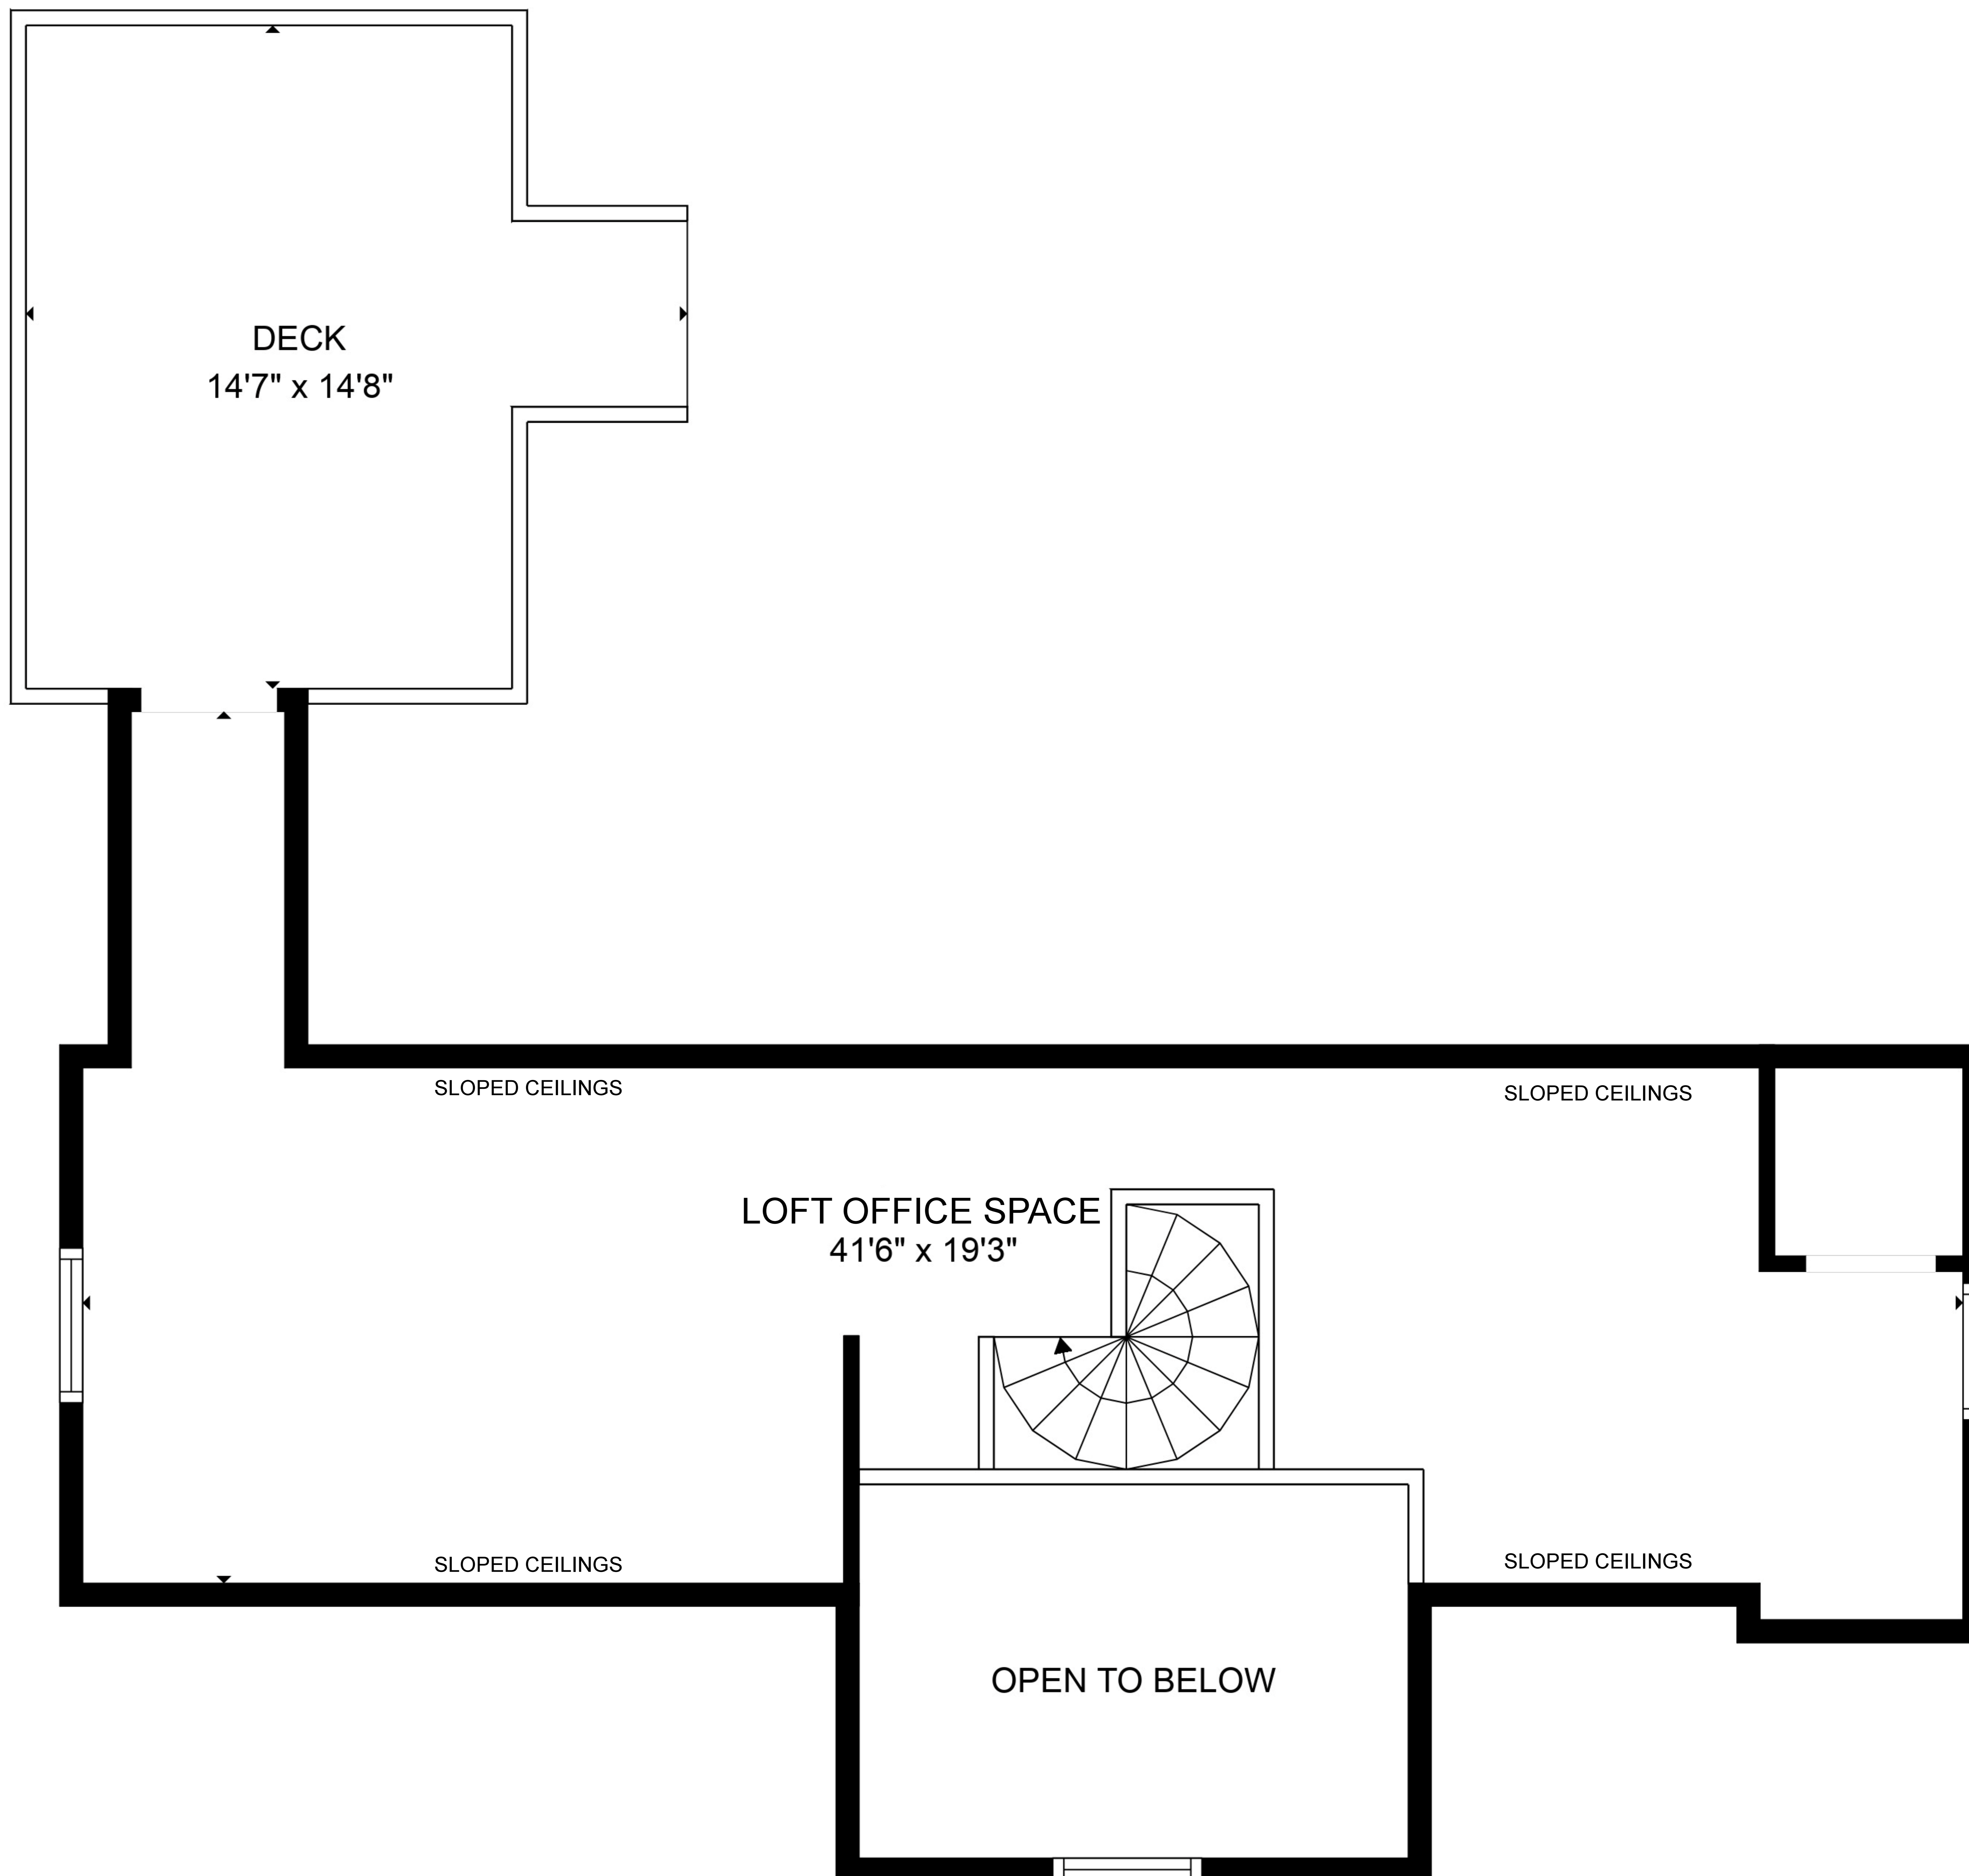 DECK
14'7" x 14'8"
SLOPED CEILINGS
SLOPED CEILINGS
LOFT OFFICE SPACE
41'6" x 19'3"
SLOPED CEILINGS
SLOPED CEILINGS
OPEN TO BELOW